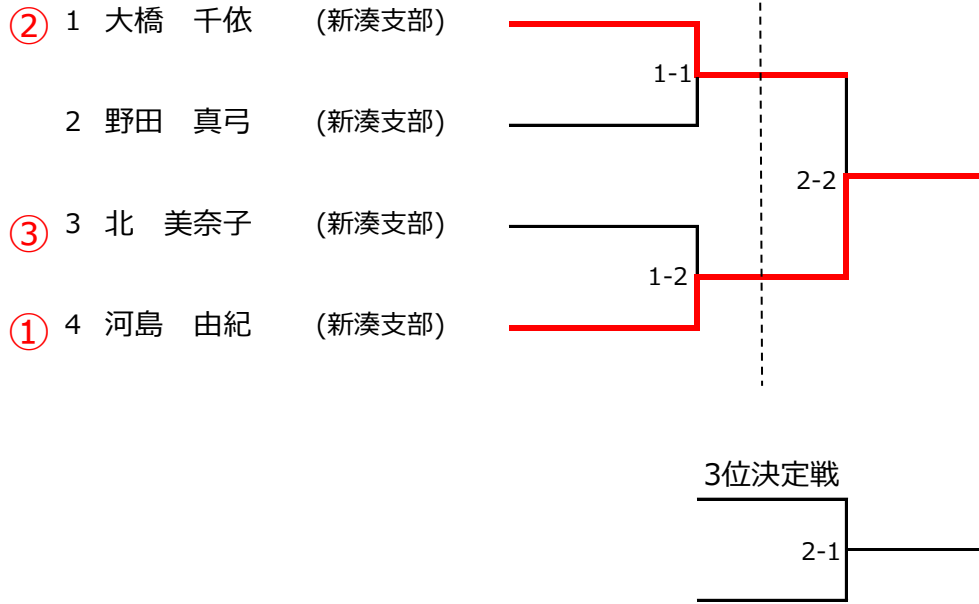 ② 1 大橋 千依 (新湊支部)
1-1
2 野田 真弓 (新湊支部)
2-2
③ 3 北 美奈子 (新湊支部)
1-2
① 4 河島 由紀 (新湊支部)
3位決定戦
2-1